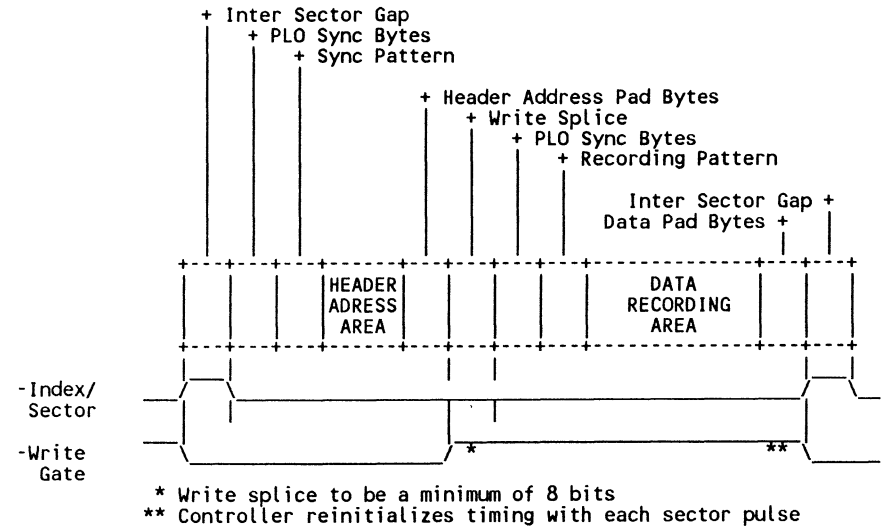 + Inter Sector Gap
+ PLO Sync Bytes
+ Sync Pattern
+ Header Address Pad Bytes
+ Write Splice
+ PLO Sync Bytes
+ Recording Pattern
Inter Sector Gap +
Data Pad Bytes +
HEADER
ADRESS
AREA
DATA
RECORDING
AREA
-Index/
Sector
-Write
Gate
*
**
* Write splice to be a minimum of 8 bits
** Controller reinitializes timing with each sector pulse